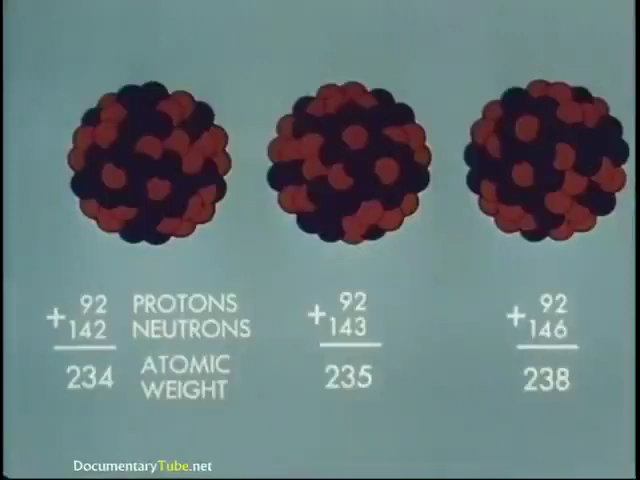 + 92 PROTONS
142 NEUTRONS
234 ATOMIC WEIGHT
+ 92
143
235
+ 92
146
238
DocumentaryTube.net